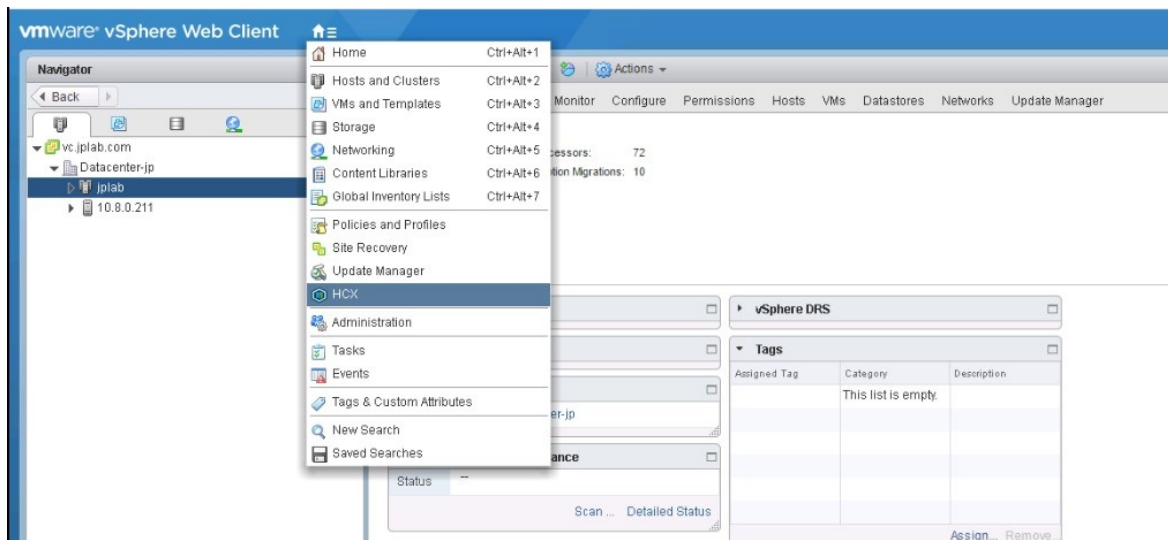 vmware® vSphere Web Client
Navigator
Back
vc.jplab.com
Datacenter-jp
jplab
10.8.0.211
Home Ctrl+Alt+1
Hosts and Clusters Ctrl+Alt+2
VMs and Templates Ctrl+Alt+3
Storage Ctrl+Alt+4
Networking Ctrl+Alt+5
Content Libraries Ctrl+Alt+6
Global Inventory Lists Ctrl+Alt+7
Policies and Profiles
Site Recovery
Update Manager
HCX
Administration
Tasks
Events
Tags & Custom Attributes
New Search
Saved Searches
Actions
Monitor Configure Permissions Hosts VMs Datastores Networks Update Manager
cessors: 72
otion Migrations: 10
er-jp
ance
Status --
Scan ... Detailed Status
vSphere DRS
Tags
Assigned Tag Category Description
This list is empty.
Assign... Remove...